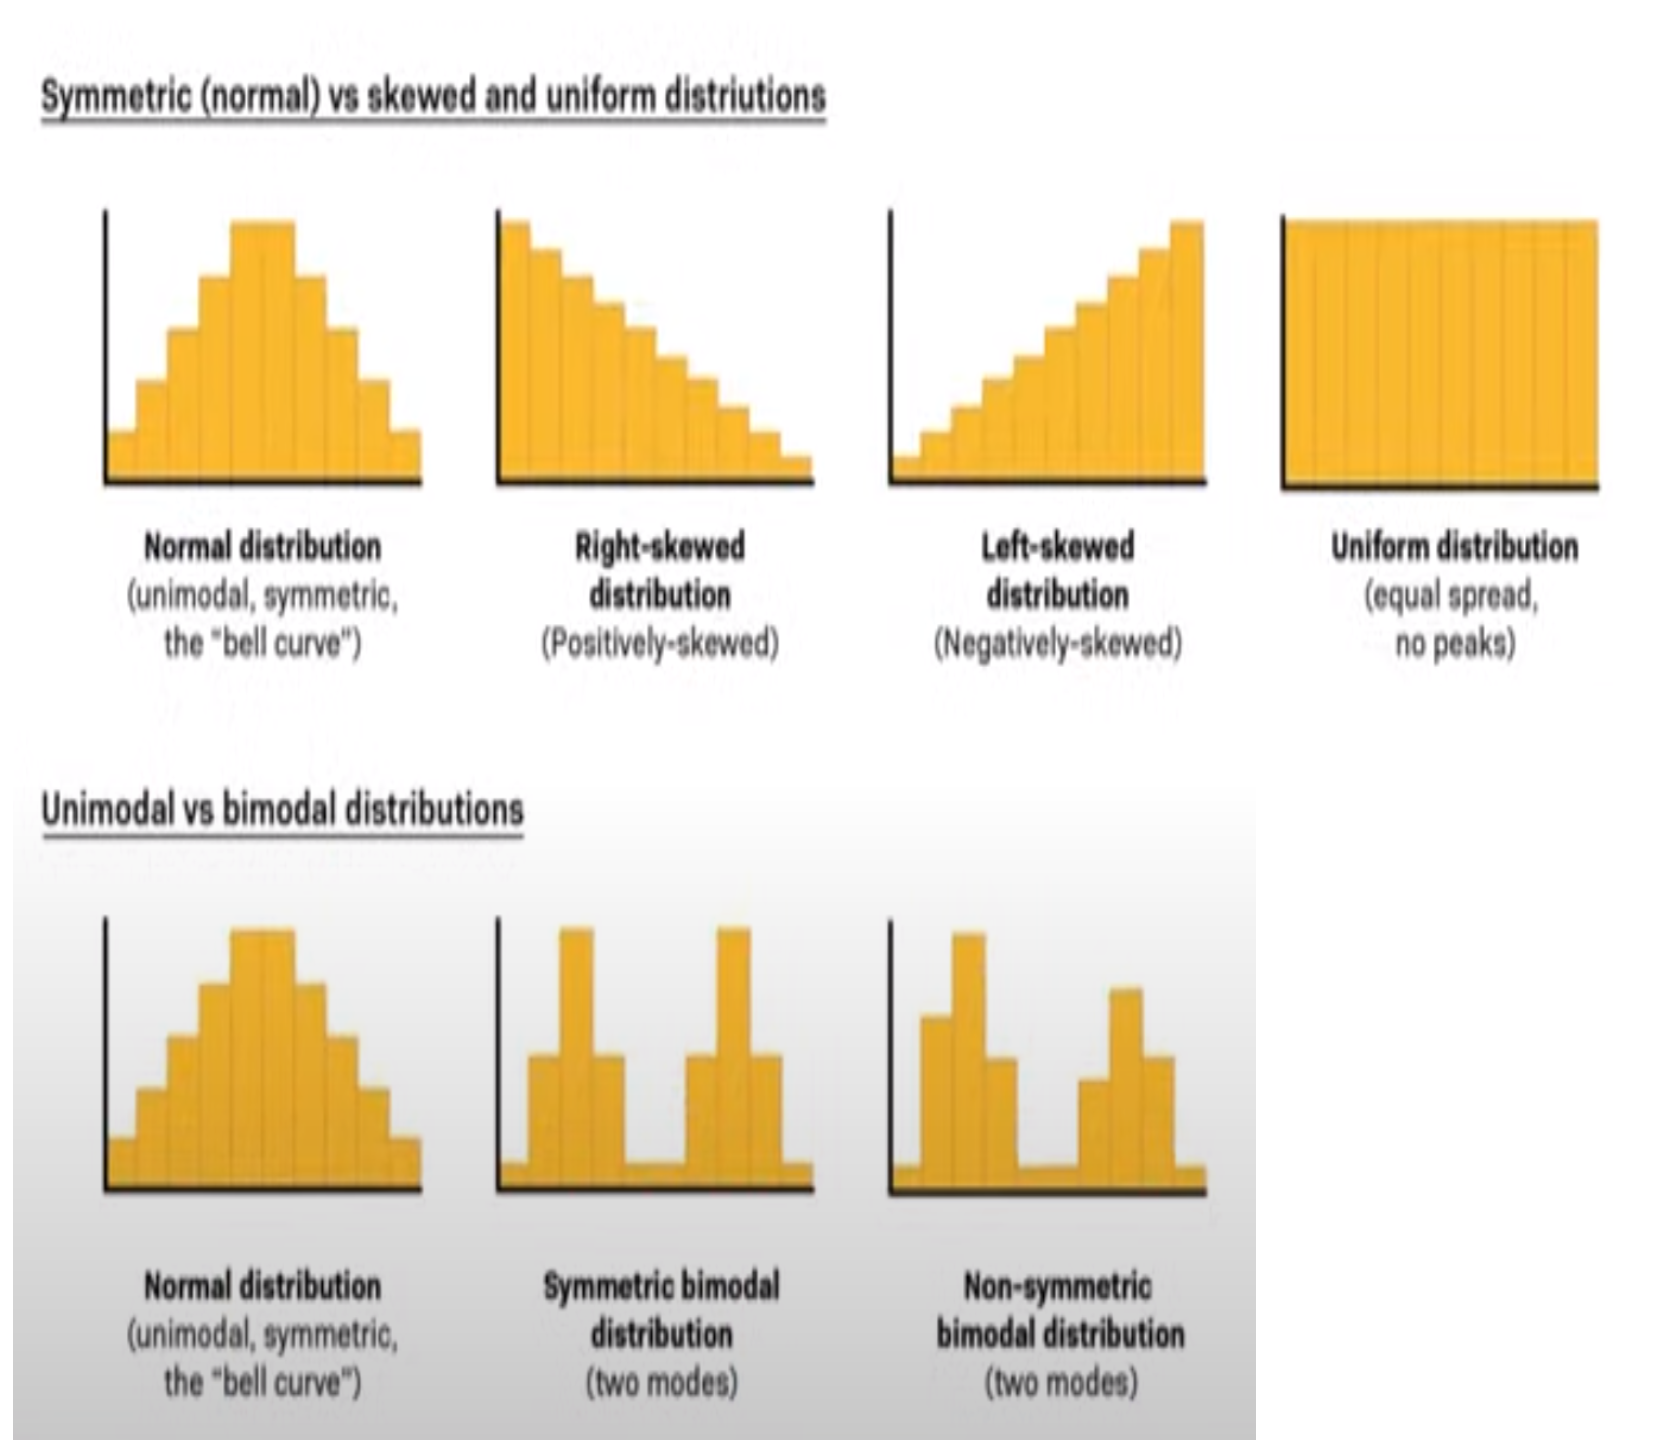 Symmetric (normal) vs skewed and uniform distriutions
Normal distribution
(unimodal, symmetric,
the "bell curve")
Right-skewed
distribution
(Positively-skewed)
Left-skewed
distribution
(Negatively-skewed)
Uniform distribution
(equal spread,
no peaks)
Unimodal vs bimodal distributions
Normal distribution
(unimodal, symmetric,
the "bell curve")
Symmetric bimodal
distribution
(two modes)
Non-symmetric
bimodal distribution
(two modes)